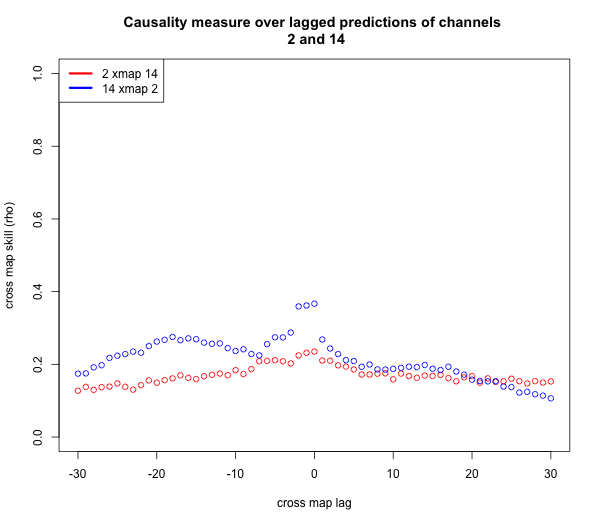 Causality measure over lagged predictions of channels
2 and 14
2 xmap 14
14 xmap 2
cross map skill (rho)
1.0
0.8
0.6
0.4
0.2
0.0
-30
-20
-10
0
10
20
30
cross map lag